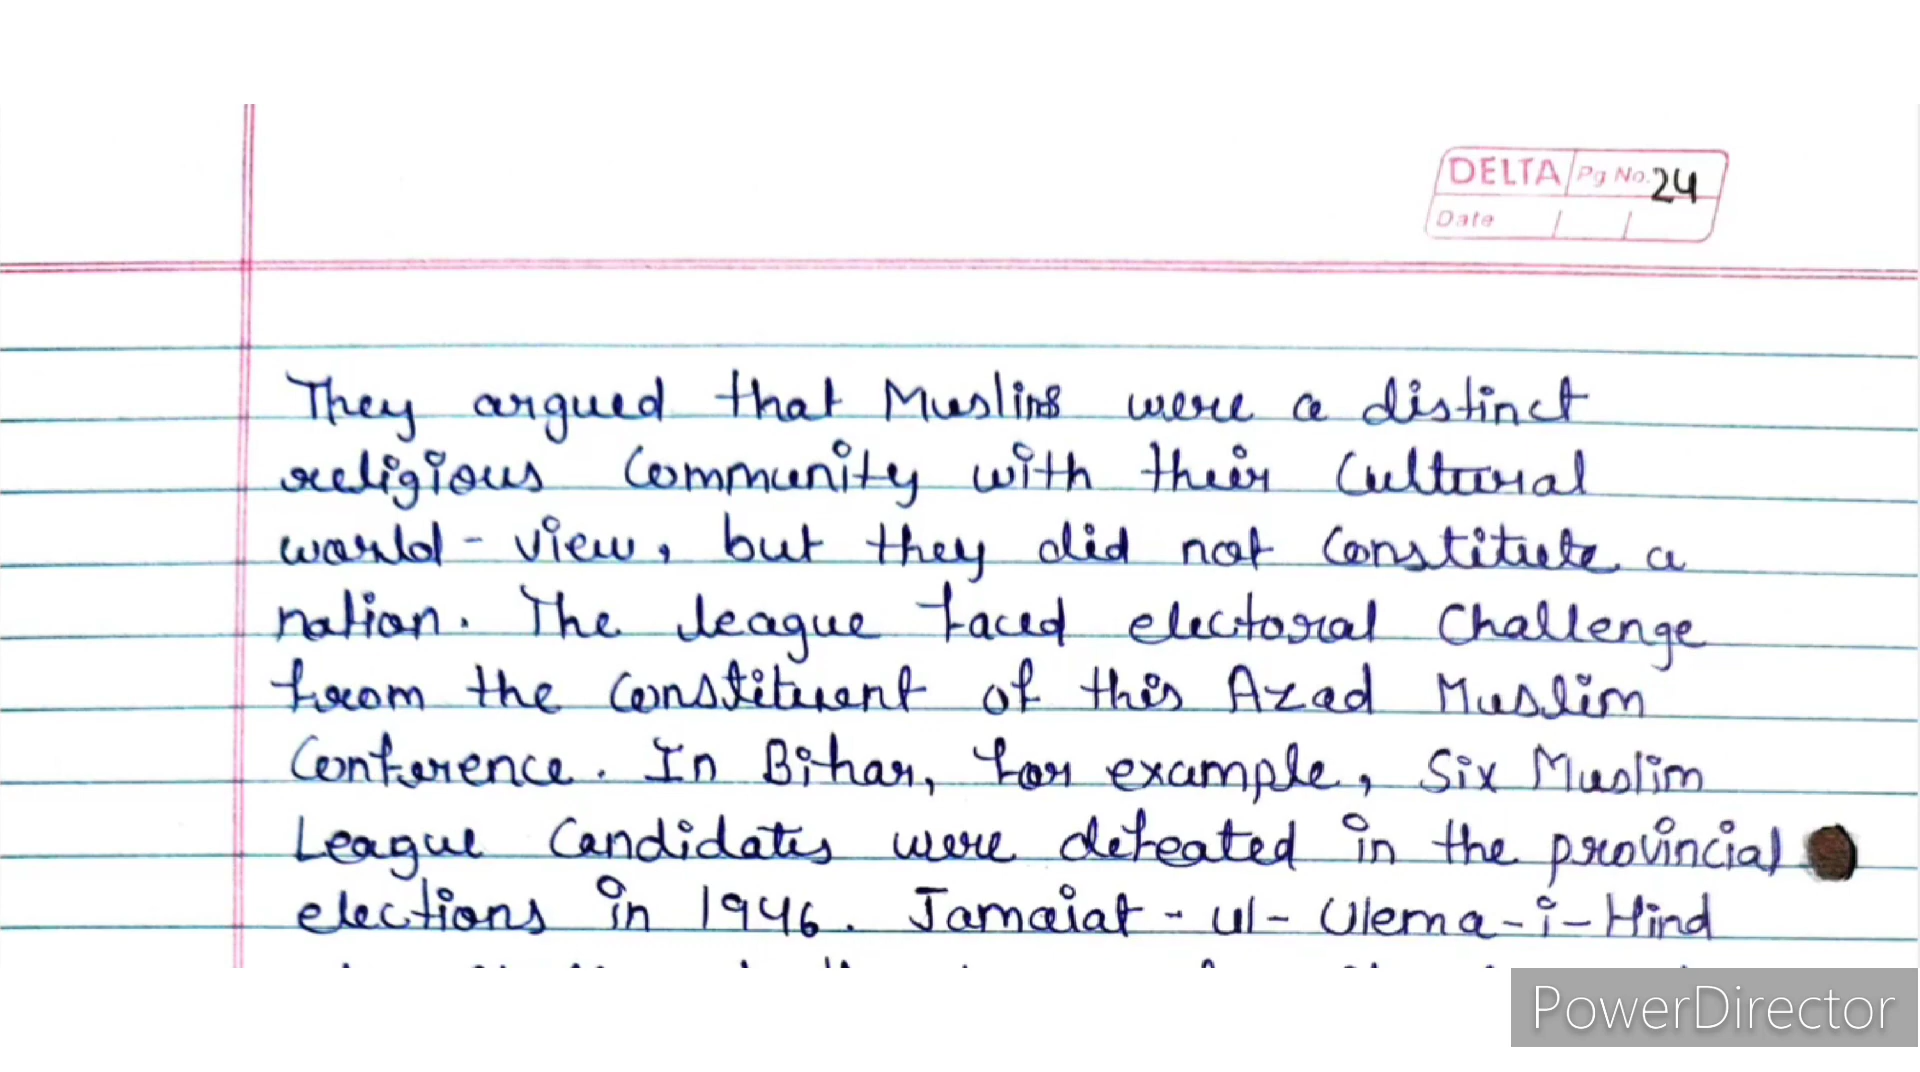 DELTA Pg No. 24
Date
They argued that Muslims were a distinct
religious Community with their Cultural
world-view, but they did not Constitute a
nation. The league faced electoral Challenge
from the Constituent of this Azad Muslim
Conference. In Bihar, for example, Six Muslim
League Candidates were defeated in the provincial
elections in 1946. Jamaiat-ul-Ulema-i-Hind
PowerDirector